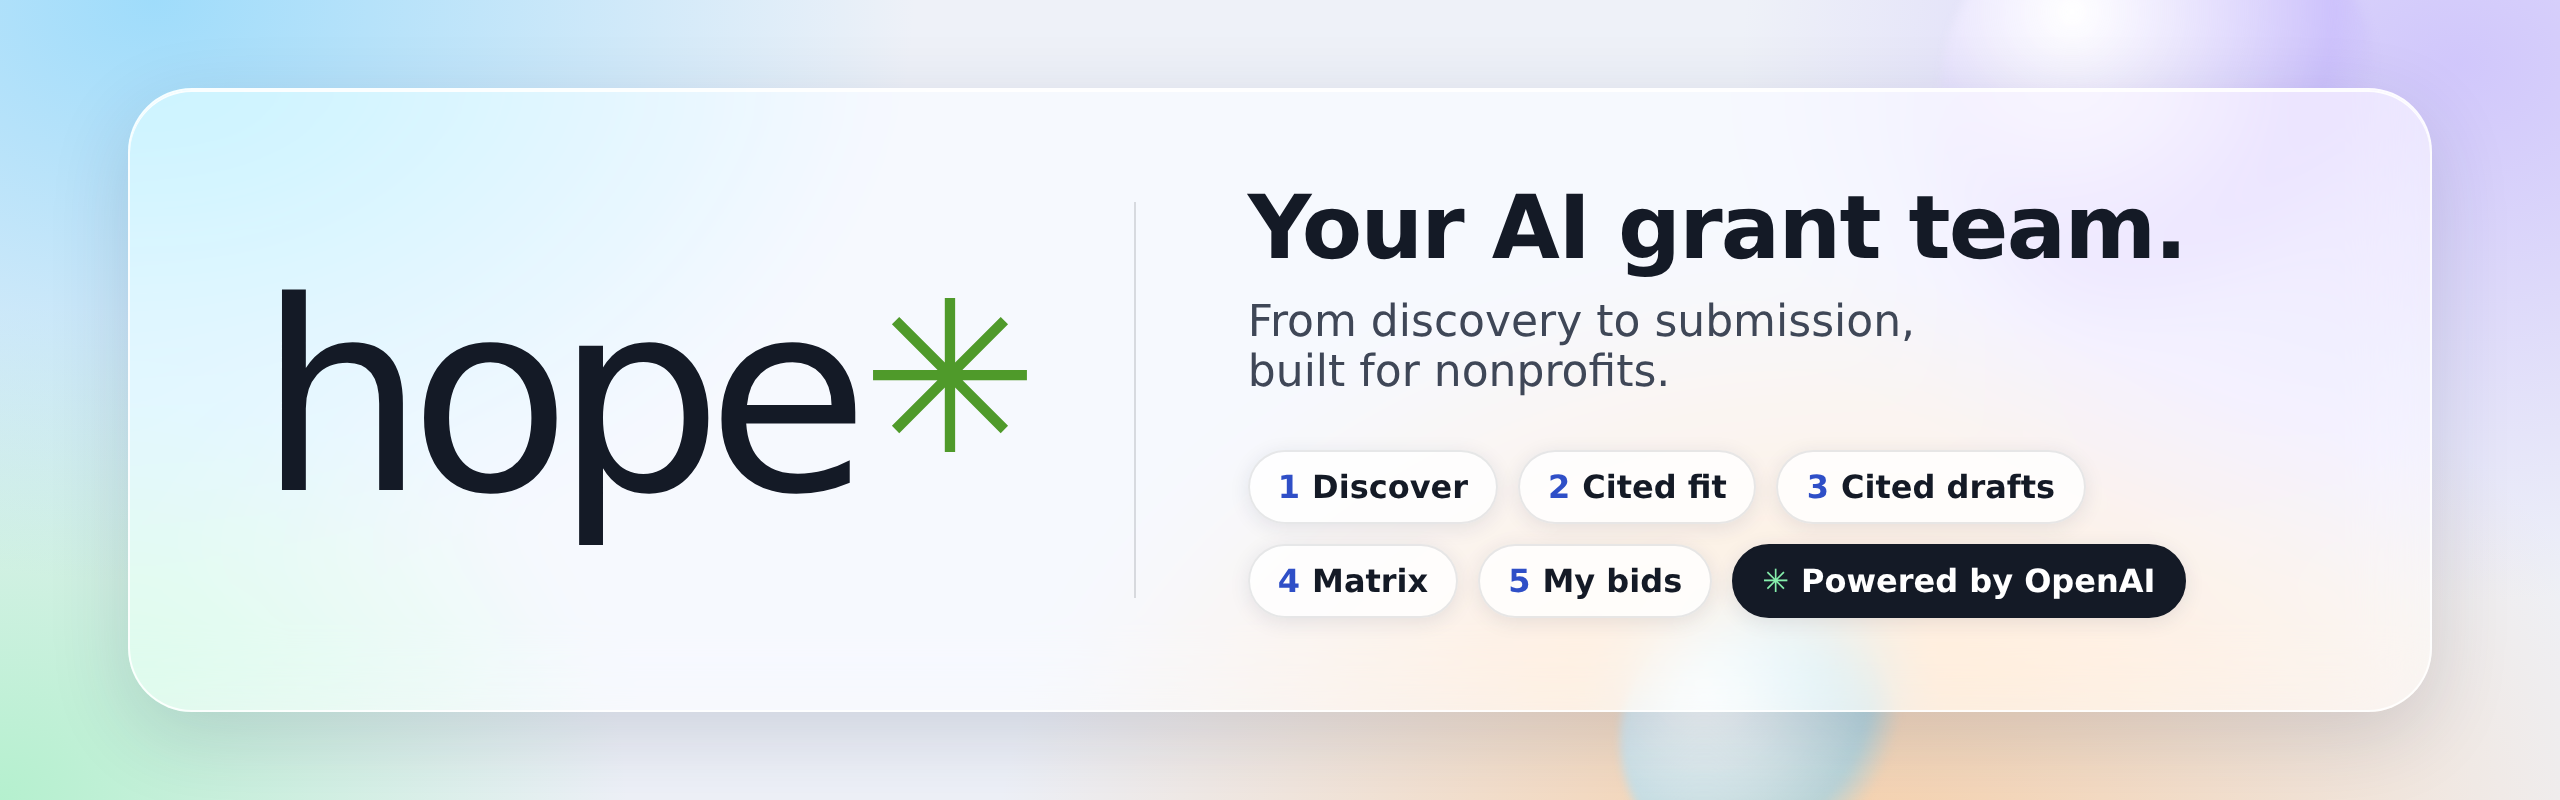 hope✳
Your AI grant team.
From discovery to submission,
built for nonprofits.
1 Discover 2 Cited fit 3 Cited drafts
4 Matrix 5 My bids ✳ Powered by OpenAI